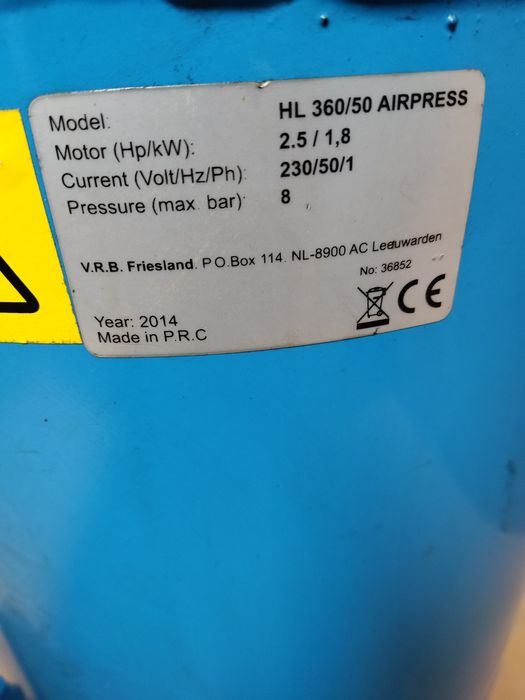 Model: HL 360/50 AIRPRESS
Motor (Hp/kW): 2.5 / 1,8
Current (Volt/Hz/Ph): 230/50/1
Pressure (max. bar): 8
V.R.B. Friesland. P.O.Box 114. NL-8900 AC Leeuwarden
No: 36852
CE
Year: 2014
Made in P.R.C